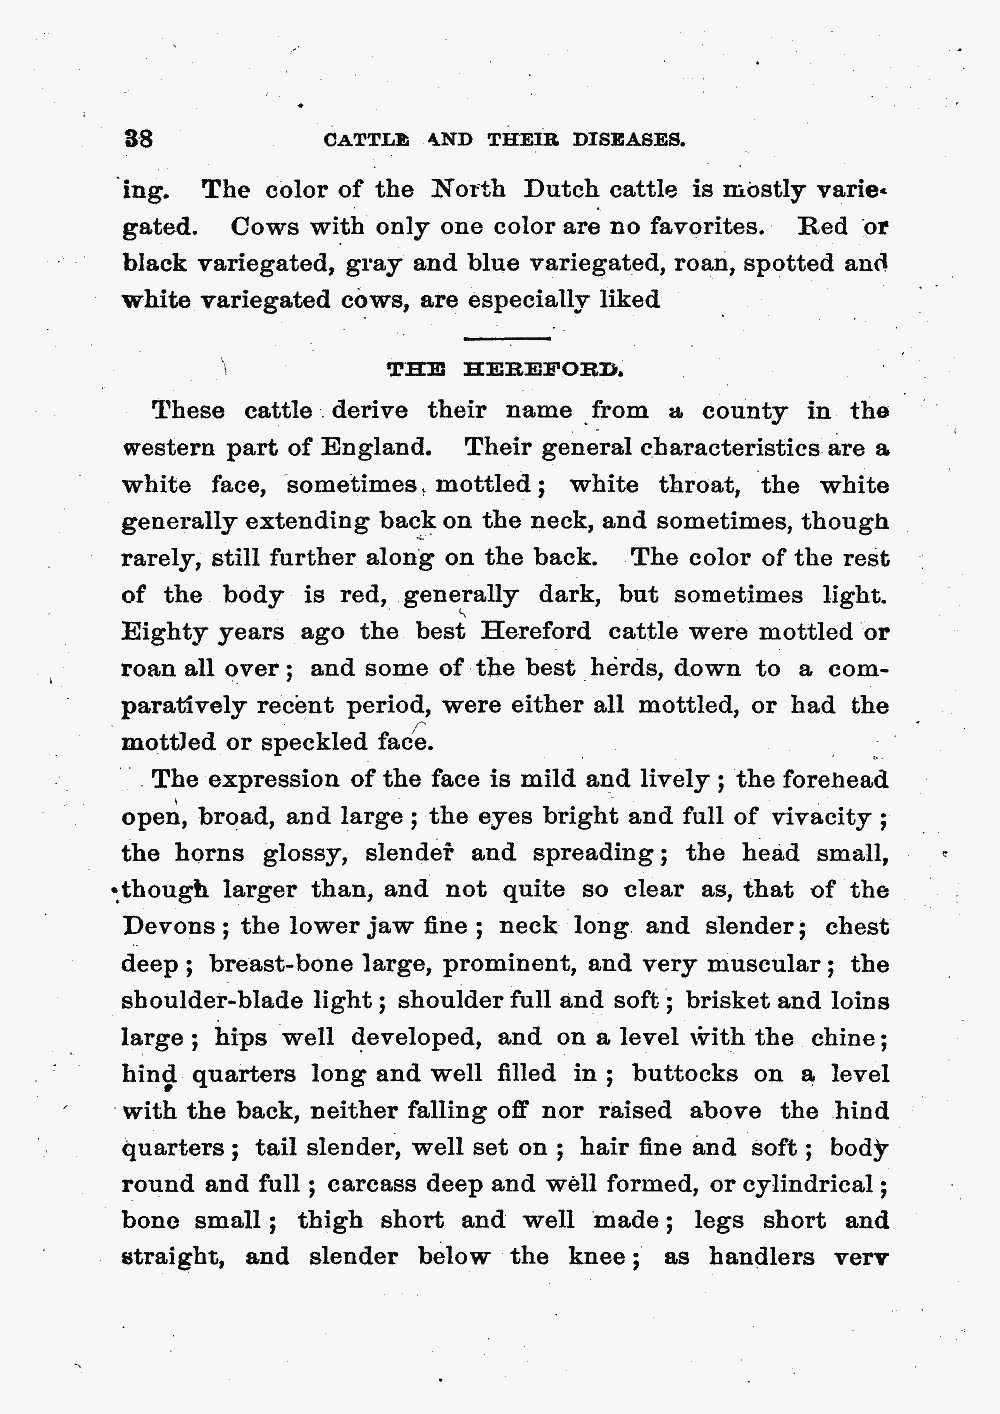 38 CATTLE AND THEIR DISEASES.
ing. The color of the North Dutch cattle is mostly varie-
gated. Cows with only one color are no favorites. Red or
black variegated, gray and blue variegated, roan, spotted and
white variegated cows, are especially liked
THE HEREFORD.
These cattle derive their name from a county in the
western part of England. Their general characteristics are a
white face, sometimes, mottled; white throat, the white
generally extending back on the neck, and sometimes, though
rarely, still further along on the back. The color of the rest
of the body is red, generally dark, but sometimes light.
Eighty years ago the best Hereford cattle were mottled or
roan all over; and some of the best herds, down to a com-
paratively recent period, were either all mottled, or had the
mottled or speckled face.
The expression of the face is mild and lively; the forehead
open, broad, and large; the eyes bright and full of vivacity;
the horns glossy, slender and spreading; the head small,
though larger than, and not quite so clear as, that of the
Devons; the lower jaw fine; neck long and slender; chest
deep; breast-bone large, prominent, and very muscular; the
shoulder-blade light; shoulder full and soft; brisket and loins
large; hips well developed, and on a level with the chine;
hind quarters long and well filled in; buttocks on a level
with the back, neither falling off nor raised above the hind
quarters; tail slender, well set on; hair fine and soft; body
round and full; carcass deep and well formed, or cylindrical;
bone small; thigh short and well made; legs short and
straight, and slender below the knee; as handlers very